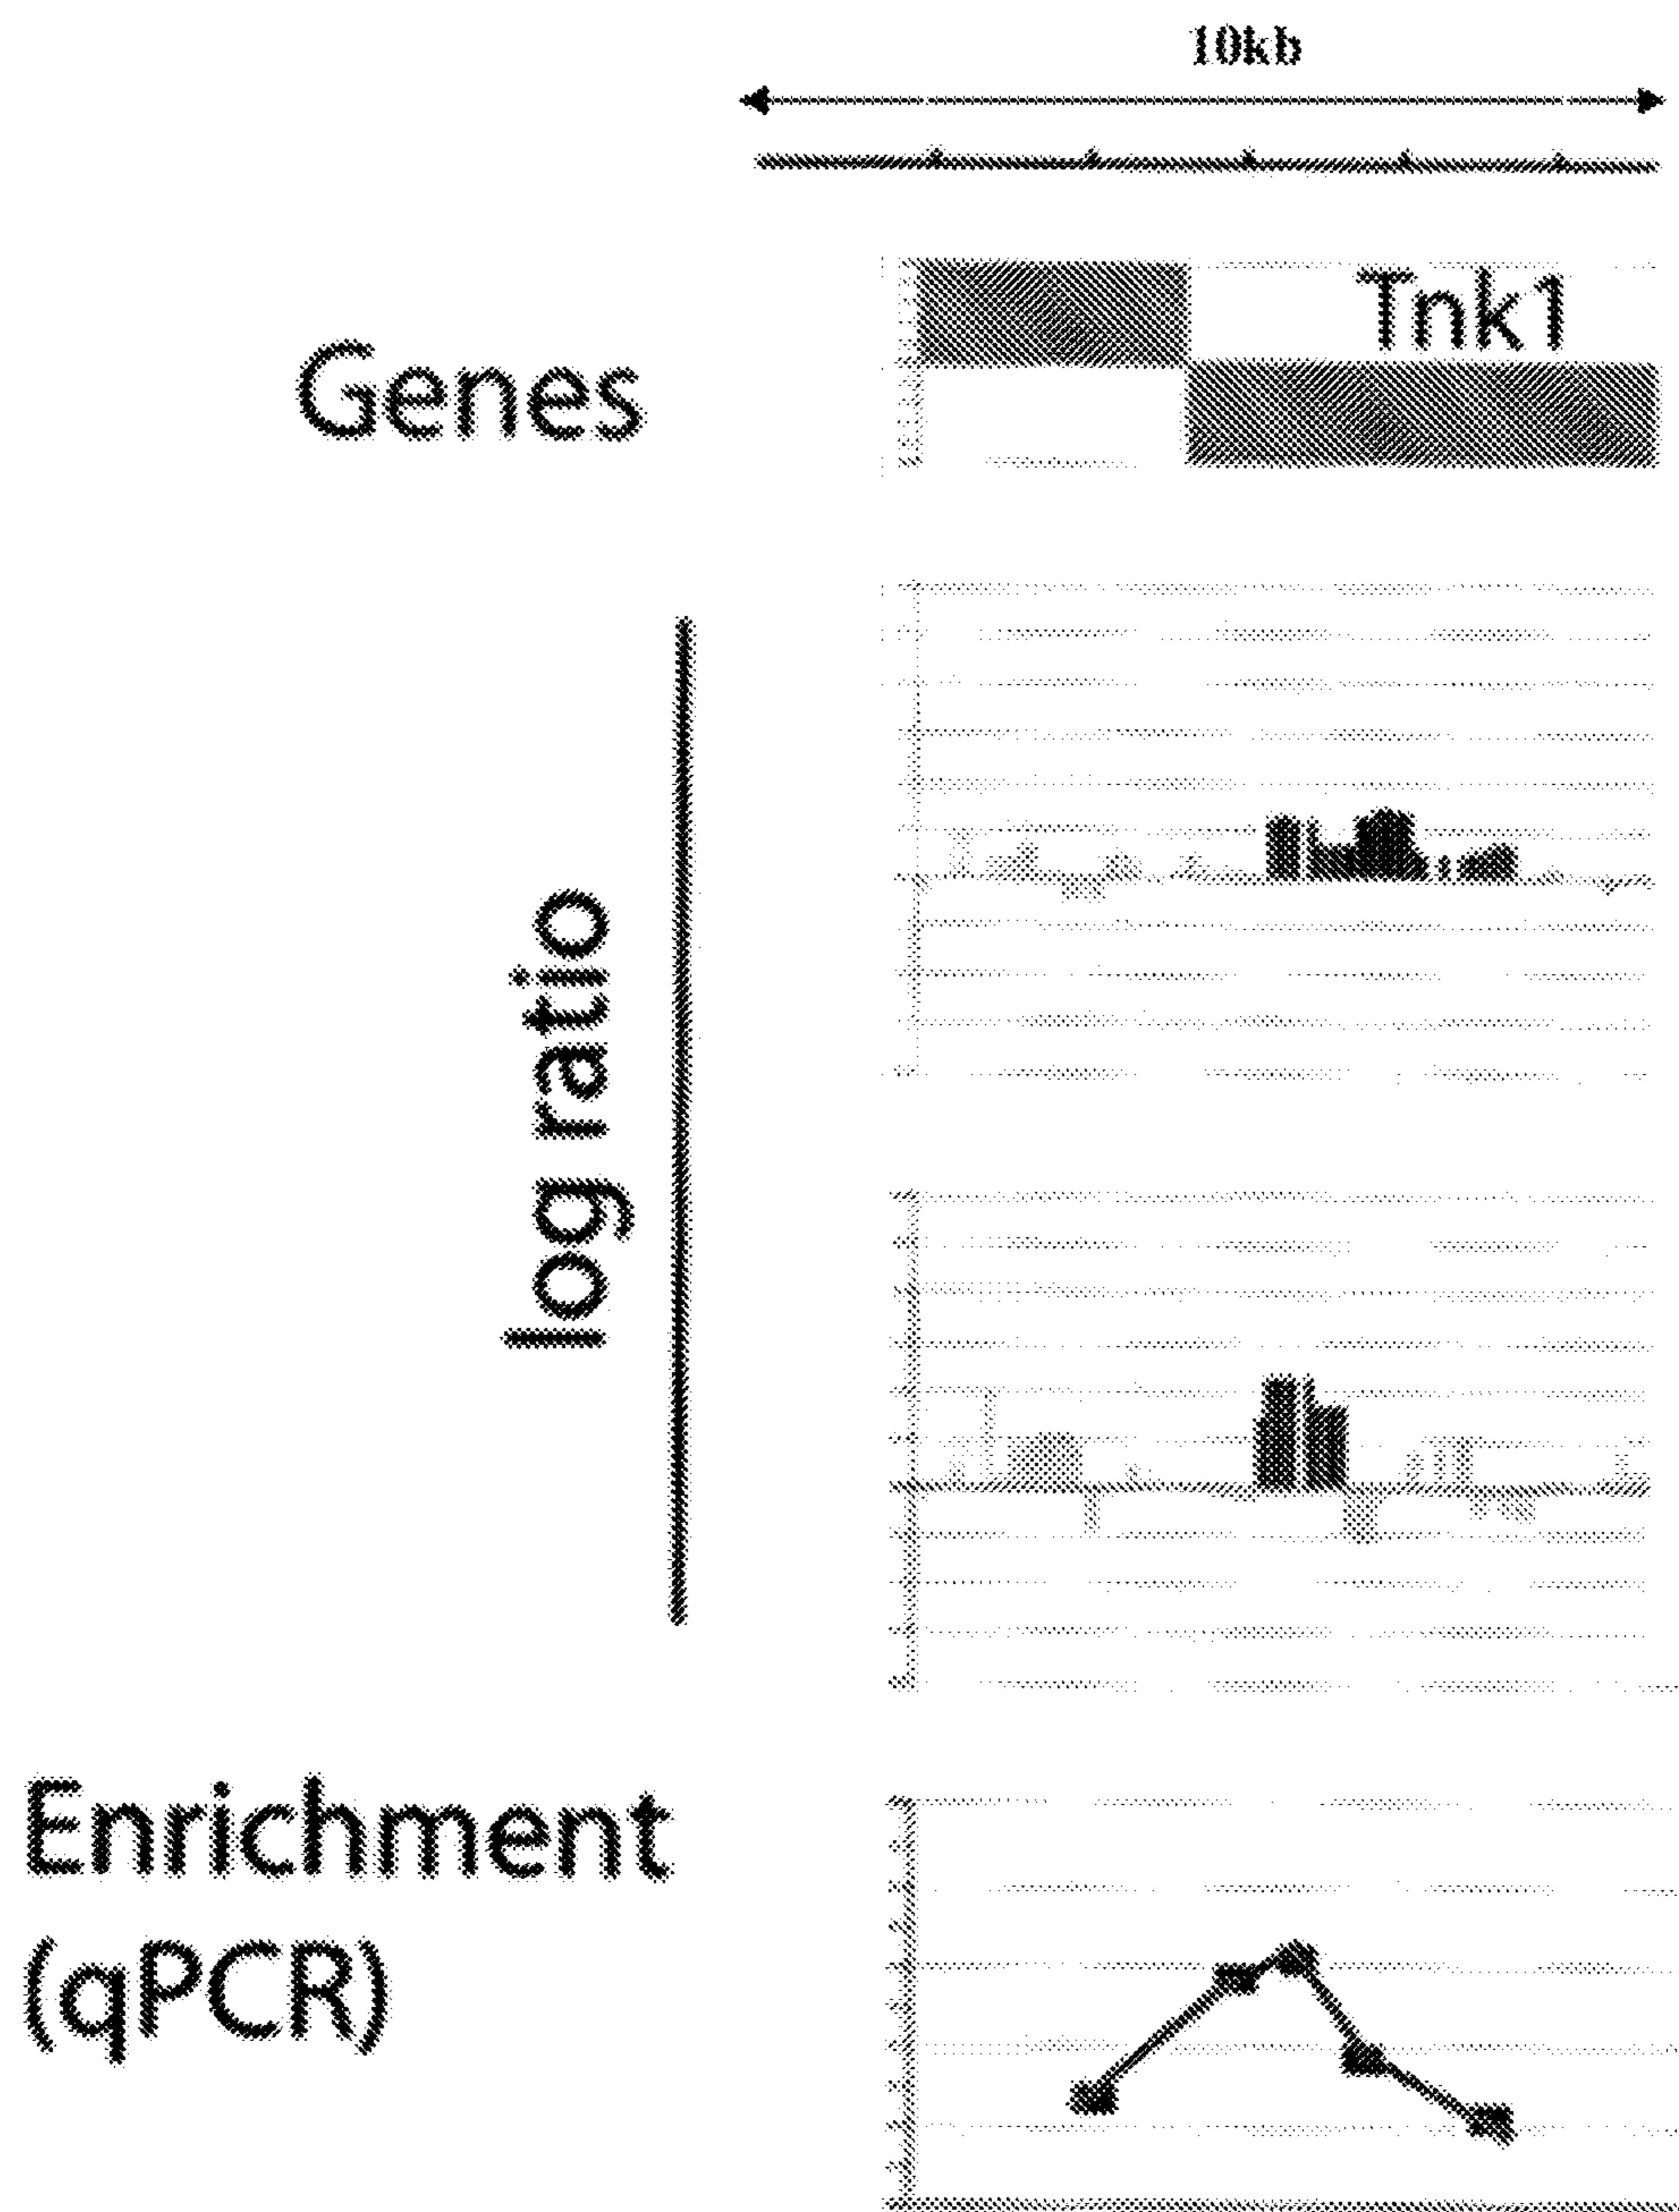 10kb
Tnk1
Genes
log ratio
Enrichment
(qPCR)